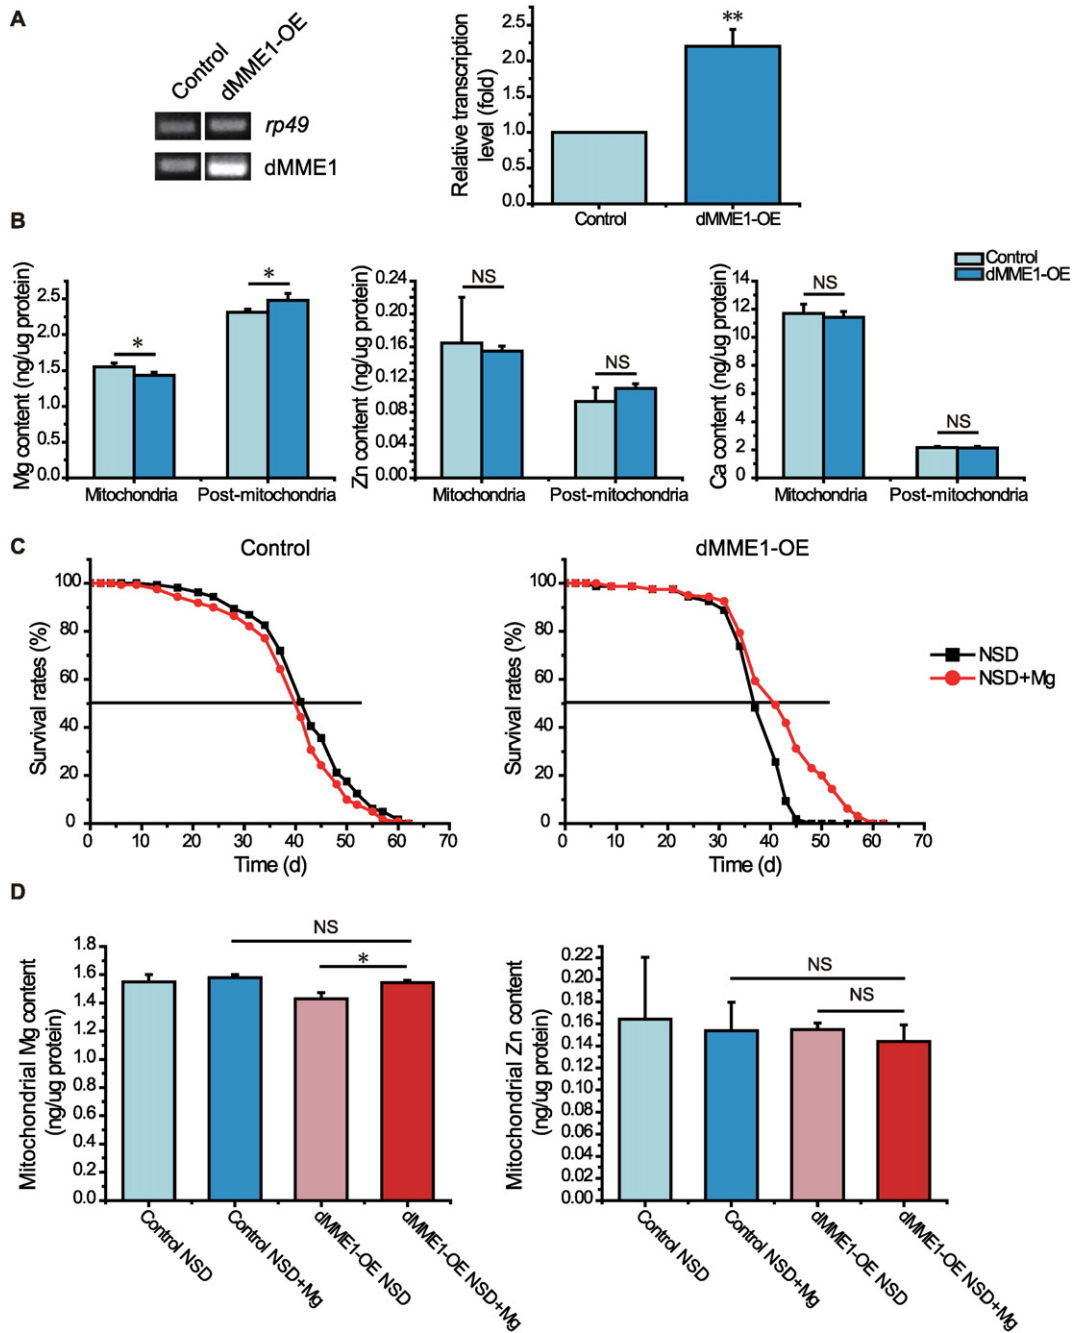 A
Control
dMME1-OE
rp49
dMME1
Relative transcription
level (fold)
2.5
2.0
1.5
1.0
0.5
0.0
**
Control
dMME1-OE
B
Control
dMME1-OE
Mg content (ng/ug protein)
2.5
2.0
1.5
1.0
0.5
0.0
*
*
Mitochondria
Post-mitochondria
Zn content (ng/ug protein)
0.24
0.20
0.16
0.12
0.08
0.04
0.00
NS
NS
Mitochondria
Post-mitochondria
Ca content (ng/ug protein)
14
12
10
8
6
4
2
0
NS
NS
Mitochondria
Post-mitochondria
C
Control
Survival rates (%)
100
80
60
40
20
0
0 10 20 30 40 50 60 70
Time (d)
dMME1-OE
Survival rates (%)
100
80
60
40
20
0
0 10 20 30 40 50 60 70
Time (d)
NSD
NSD+Mg
D
Mitochondrial Mg content
(ng/ug protein)
1.8
1.6
1.4
1.2
1.0
0.8
0.6
0.4
0.2
0.0
NS
*
Control NSD
Control NSD+Mg
dMME1-OE NSD
dMME1-OE NSD+Mg
Mitochondrial Zn content
(ng/ug protein)
0.22
0.20
0.18
0.16
0.14
0.12
0.10
0.08
0.06
0.04
0.02
0.00
NS
NS
Control NSD
Control NSD+Mg
dMME1-OE NSD
dMME1-OE NSD+Mg